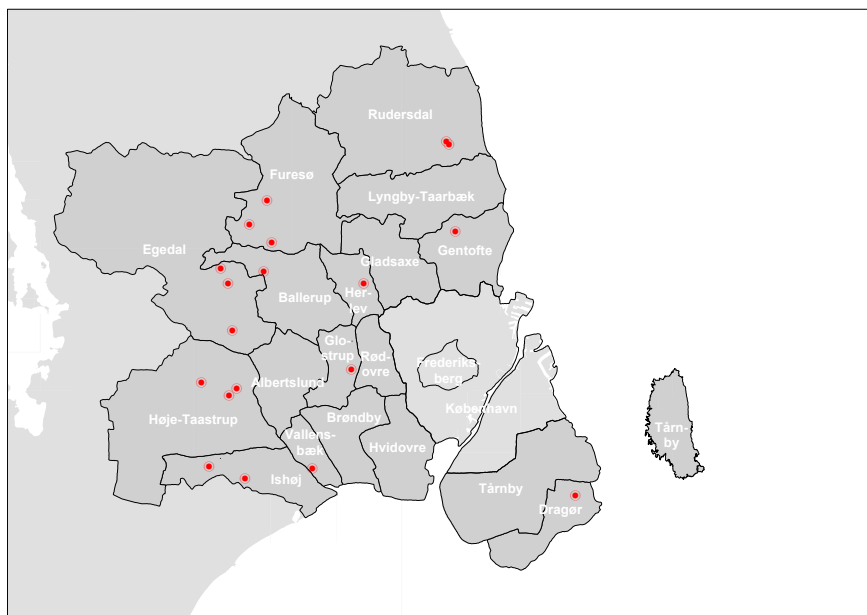 Rudersdal
Furesø
Lyngby-Taarbæk
Egedal
Gentofte
Gladsaxe
Ballerup
Her-
lev
Glo-
strup
Rød-
ovre
Frederiks
berg
Albertslund
København
Høje-Taastrup
Brøndby
Vallens-
bæk
Hvidovre
Tårn-
by
Ishøj
Tårnby
Dragør